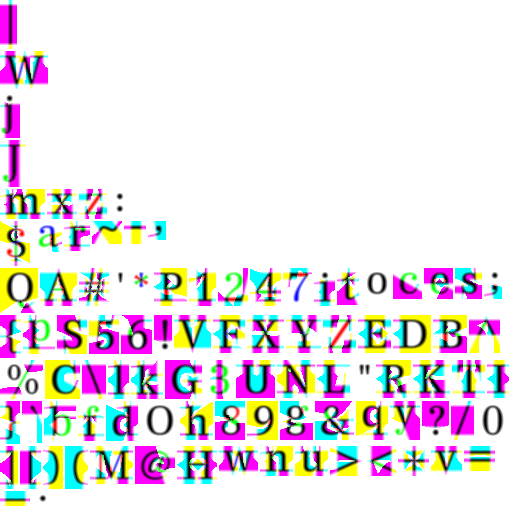 |
W
j
J
m x z :
$ a r ~ - ,
Q A # ' * P 1 2 4 7 i t o c e s ;
{ p S 5 6 ! V F X Y Z E D B ^
% C \ l k G 3 U N L " R K T I
} ` b f d O h 8 9 g & q y ? / 0
] [ ) ( M @ H w n u > < + v =
_ .